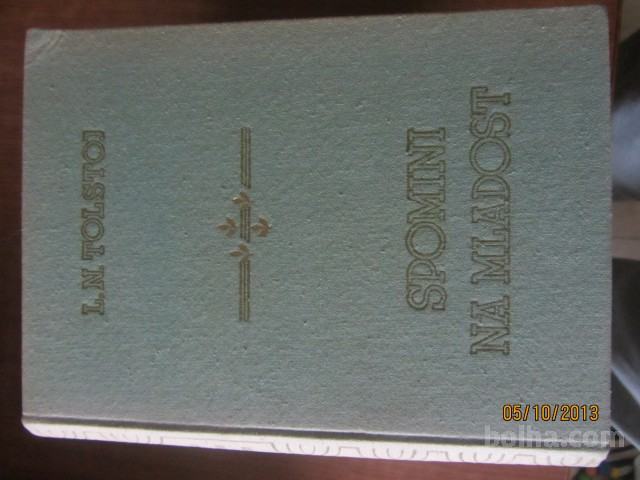 L. N. TOLSTOJ
SPOMINI
NA MLADOST
05/10/2013
bolha.com